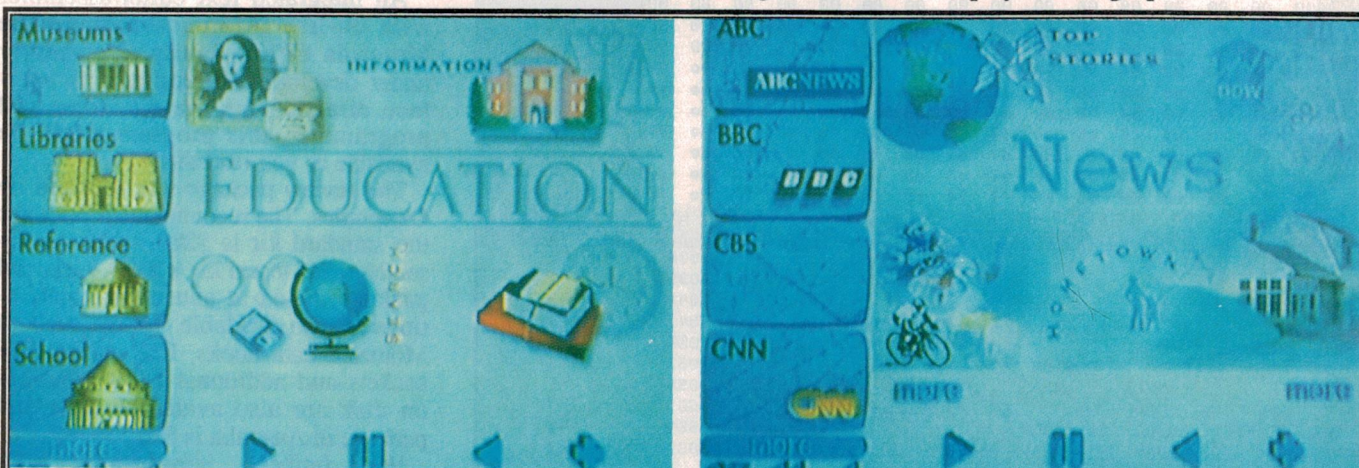 Museums
INFORMATION
Libraries
EDUCATION
Reference
SEARCH
School
more
ABC
ABCNEWS
TOP
STORIES
now
BBC
BBC
News
CBS
HOMETOWN
CNN
CNN
more
more
more